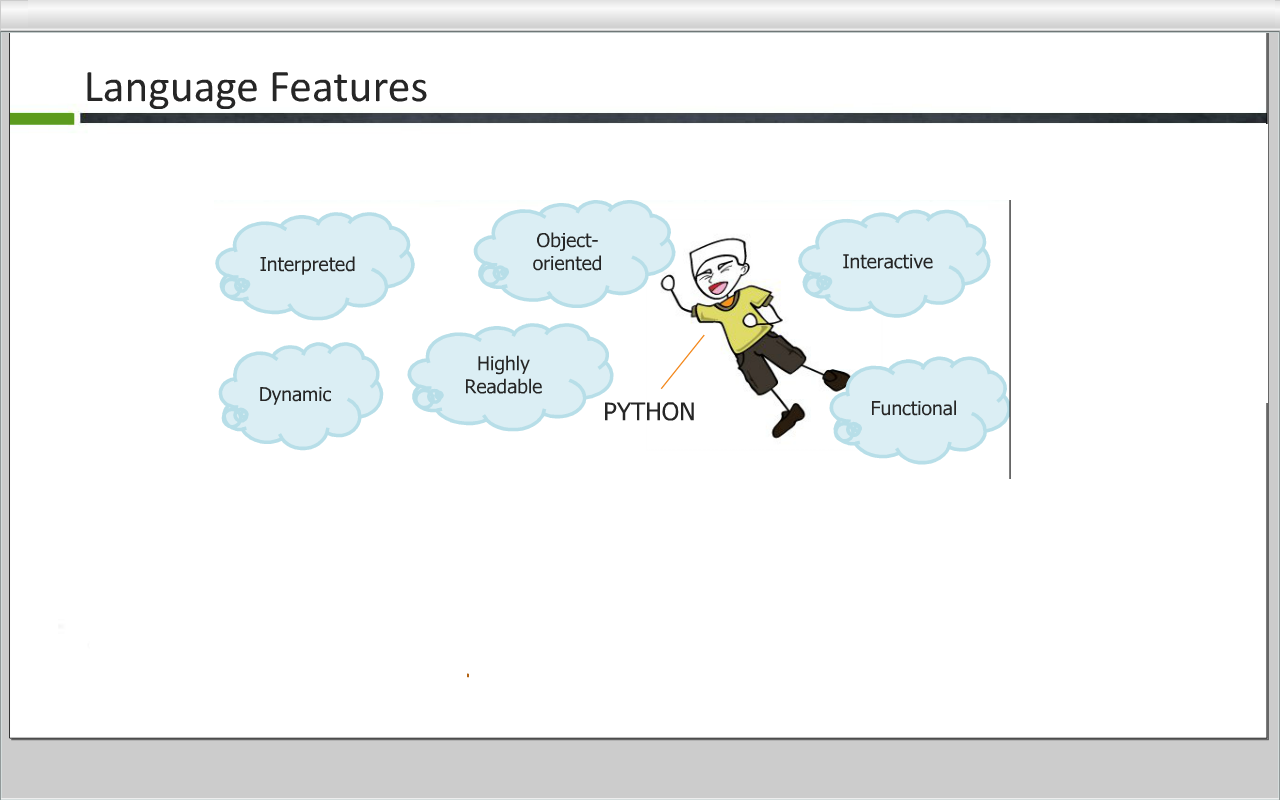 Language Features
Interpreted
Object-
oriented
Interactive
Dynamic
Highly
Readable
PYTHON
Functional